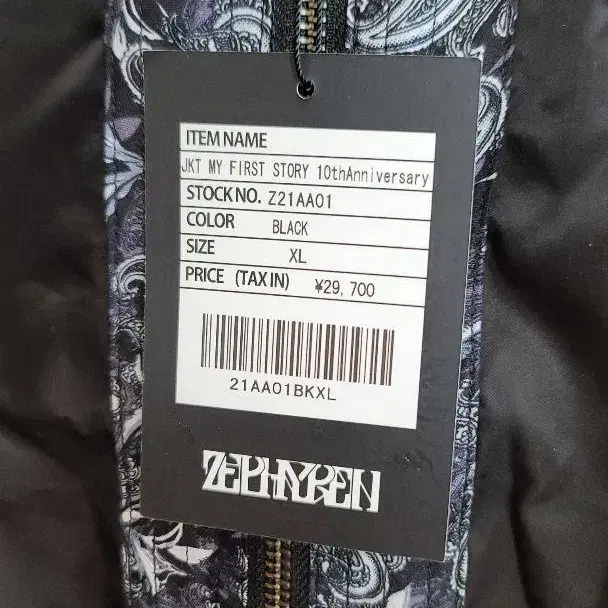 ITEM NAME
JKT MY FIRST STORY 10thAnniversary
STOCK NO. Z21AA01
COLOR BLACK
SIZE XL
PRICE (TAX IN) ¥29,700
21AA01BKXL
ZEPHYREN